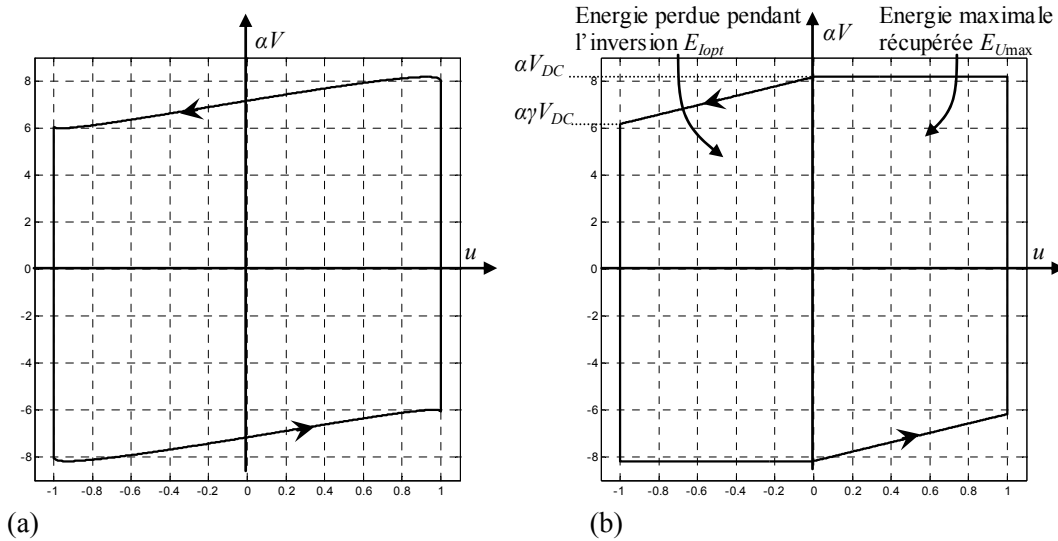 αV
u
8
6
4
2
0
-2
-4
-6
-8
-1 -0.8 -0.6 -0.4 -0.2 0 0.2 0.4 0.6 0.8 1
(a)
Energie perdue pendant
l'inversion E_Iopt
αV
Energie maximale
récupérée E_Umax
αV_DC
αγV_DC
u
8
6
4
2
0
-2
-4
-6
-8
-1 -0.8 -0.6 -0.4 -0.2 0 0.2 0.4 0.6 0.8 1
(b)